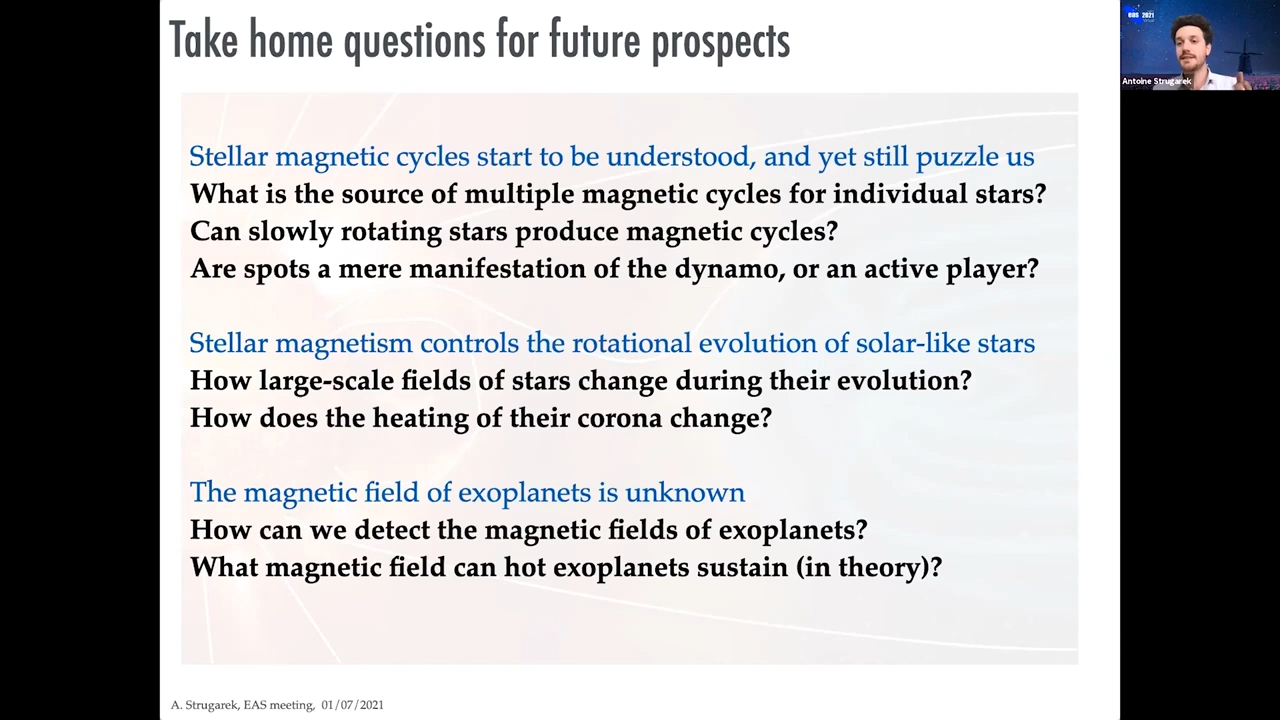 Take home questions for future prospects
eas 2021
Antoine Strugarek
Stellar magnetic cycles start to be understood, and yet still puzzle us
What is the source of multiple magnetic cycles for individual stars?
Can slowly rotating stars produce magnetic cycles?
Are spots a mere manifestation of the dynamo, or an active player?
Stellar magnetism controls the rotational evolution of solar-like stars
How large-scale fields of stars change during their evolution?
How does the heating of their corona change?
The magnetic field of exoplanets is unknown
How can we detect the magnetic fields of exoplanets?
What magnetic field can hot exoplanets sustain (in theory)?
A. Strugarek, EAS meeting, 01/07/2021